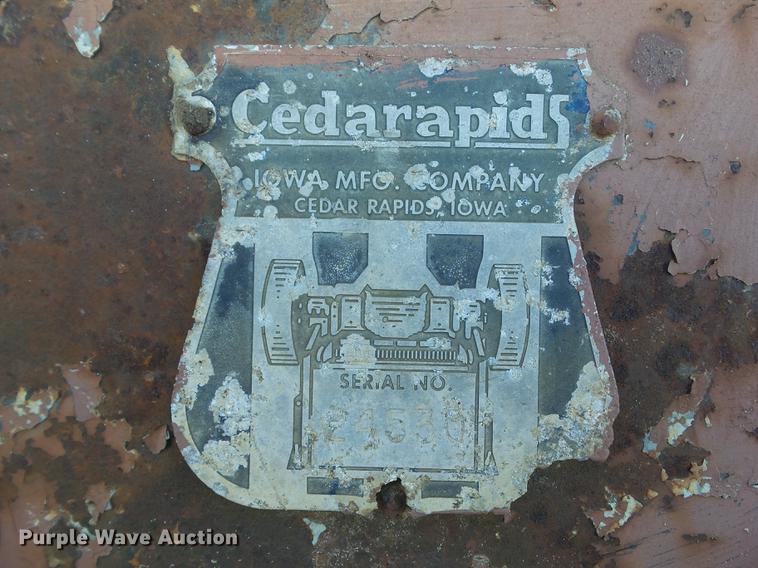 Cedarapids
IOWA MFG. COMPANY
CEDAR RAPIDS, IOWA
SERIAL NO.
Purple Wave Auction